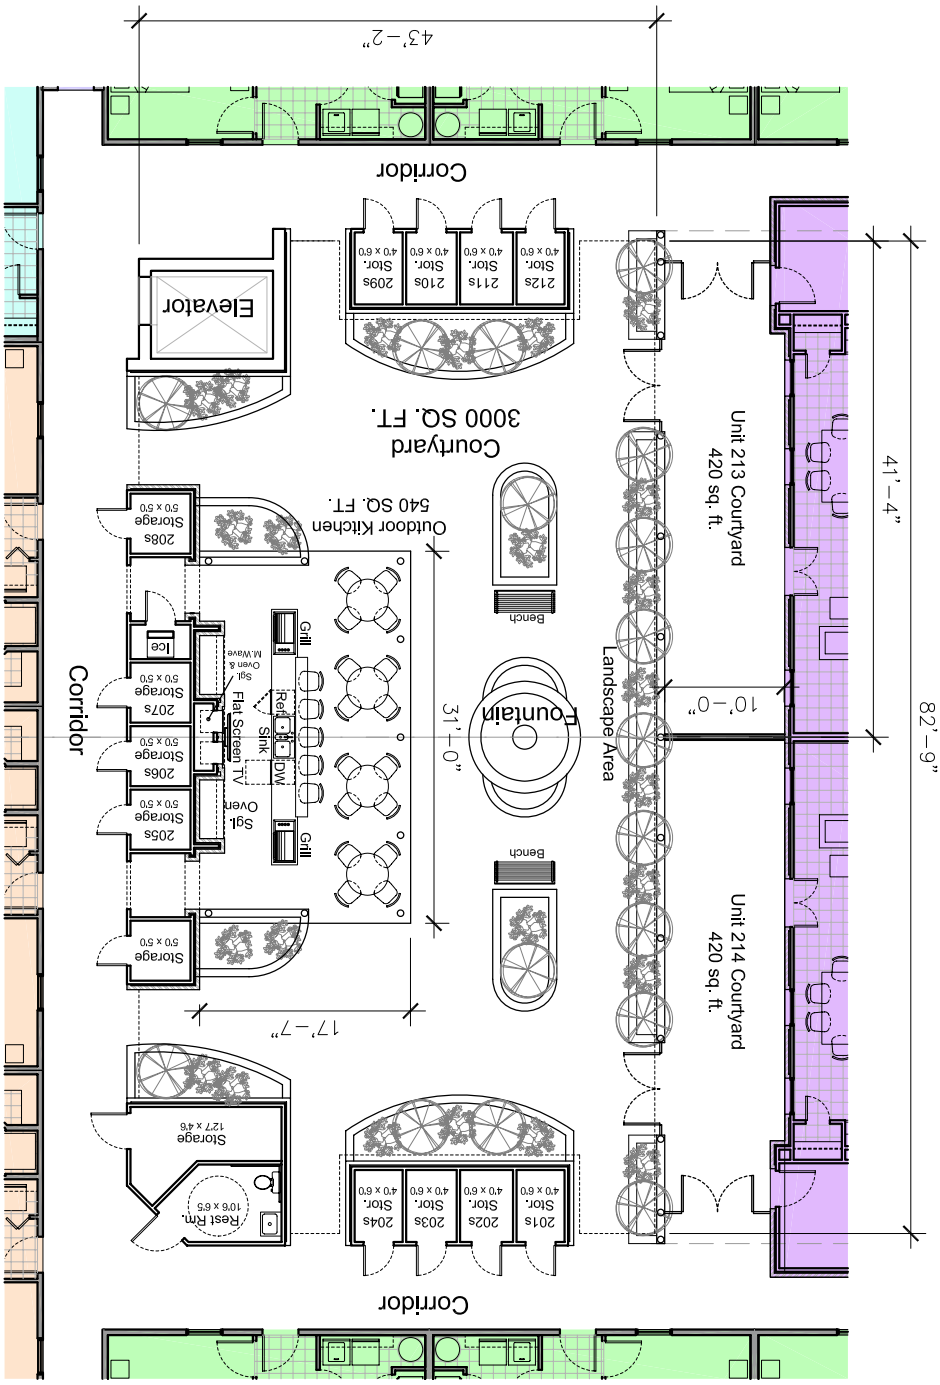 43'-2"
Corridor
209s
Stor.
4'0 x 6'0
210s
Stor.
4'0 x 6'0
211s
Stor.
4'0 x 6'0
212s
Stor.
4'0 x 6'0
Elevator
Courtyard
3000 SQ. FT.
Unit 213 Courtyard
420 sq. ft.
41'-4"
82'-9"
Outdoor Kitchen
540 SQ. FT.
208s
Storage
5'0 x 5'0
Bench
Ice
Sgl.
Oven &
M.Wave
Grill
207s
Storage
5'0 x 5'0
206s
Storage
5'0 x 5'0
205s
Storage
5'0 x 5'0
Flat Screen TV
Ref.
Sink
DW
Sgl.
Oven
Grill
31'-0"
Fountain
Landscape Area
10'-0"
Corridor
Bench
Unit 214 Courtyard
420 sq. ft.
Storage
5'0 x 5'0
17'-7"
Storage
12'7 x 4'6
Rest Rm.
10'6 x 6'5
204s
Stor.
4'0 x 6'0
203s
Stor.
4'0 x 6'0
202s
Stor.
4'0 x 6'0
201s
Stor.
4'0 x 6'0
Corridor